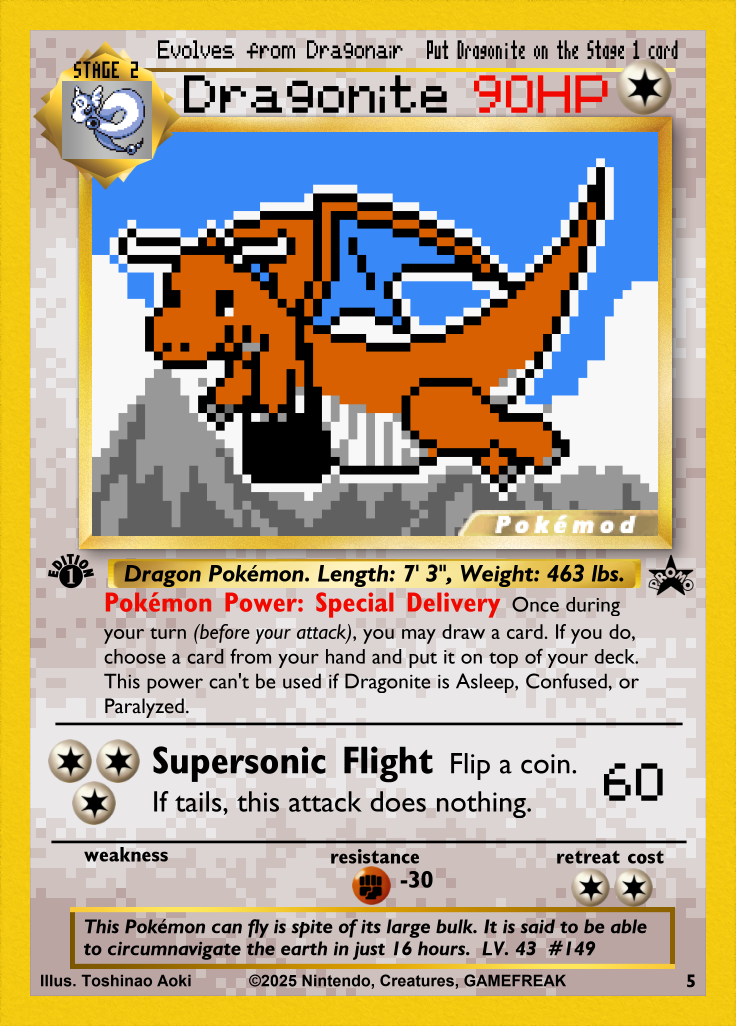 Evolves from Dragonair Put Dragonite on the Stage 1 card
STAGE 2
Dragonite 90HP
Pokémod
EDITION 1
Dragon Pokémon. Length: 7' 3", Weight: 463 lbs.
PROMO
Pokémon Power: Special Delivery Once during
your turn (before your attack), you may draw a card. If you do,
choose a card from your hand and put it on top of your deck.
This power can't be used if Dragonite is Asleep, Confused, or
Paralyzed.
Supersonic Flight Flip a coin.
If tails, this attack does nothing.
60
weakness resistance retreat cost
-30
This Pokémon can fly is spite of its large bulk. It is said to be able
to circumnavigate the earth in just 16 hours. LV. 43 #149
Illus. Toshinao Aoki ©2025 Nintendo, Creatures, GAMEFREAK 5